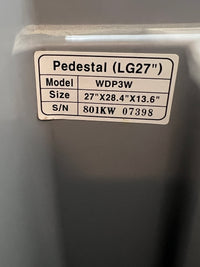 Pedestal (LG27")
Model WDP3W
Size 27"X28.4"X13.6"
S/N 801KW 07398